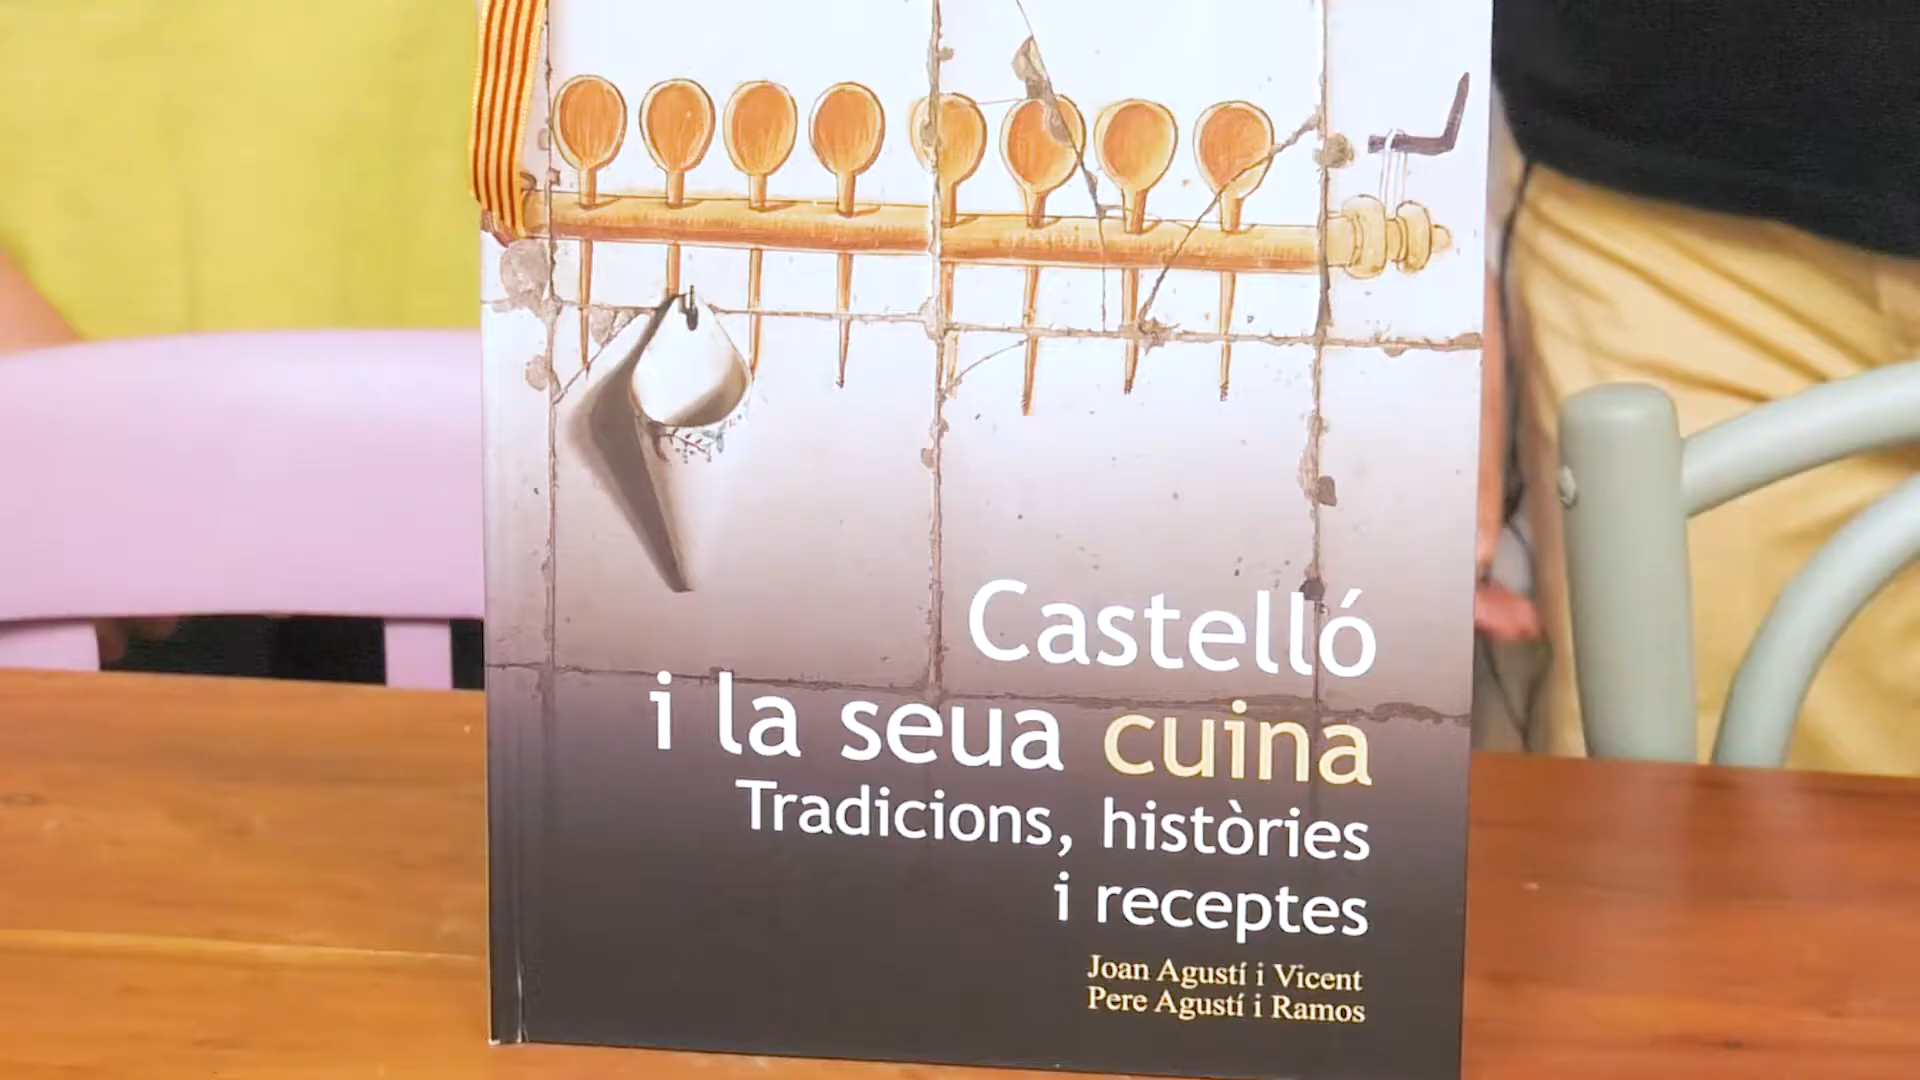 Castelló
i la seua cuina
Tradicions, històries
i receptes
Joan Agustí i Vicent
Pere Agustí i Ramos